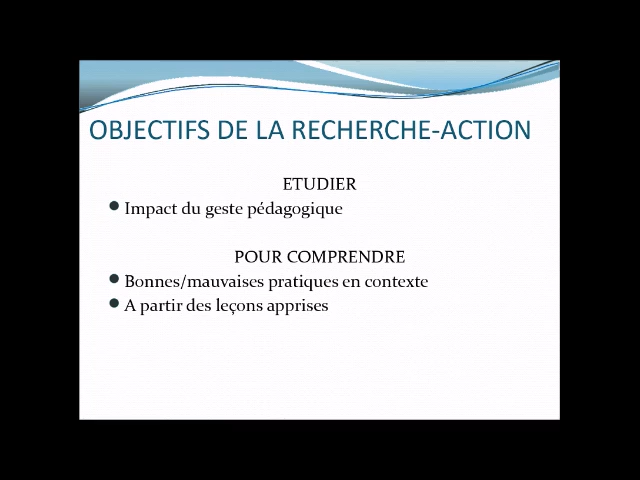 OBJECTIFS DE LA RECHERCHE-ACTION
ETUDIER
Impact du geste pédagogique
POUR COMPRENDRE
Bonnes/mauvaises pratiques en contexte
A partir des leçons apprises